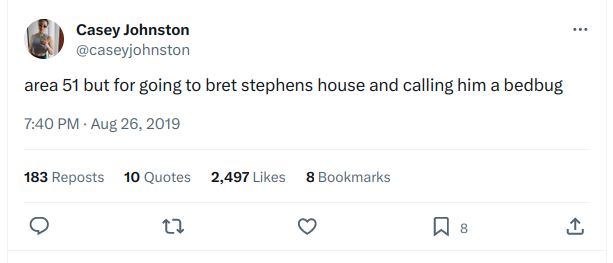 Casey Johnston
@caseyjohnston
area 51 but for going to bret stephens house and calling him a bedbug
7:40 PM · Aug 26, 2019
183 Reposts 10 Quotes 2,497 Likes 8 Bookmarks
8